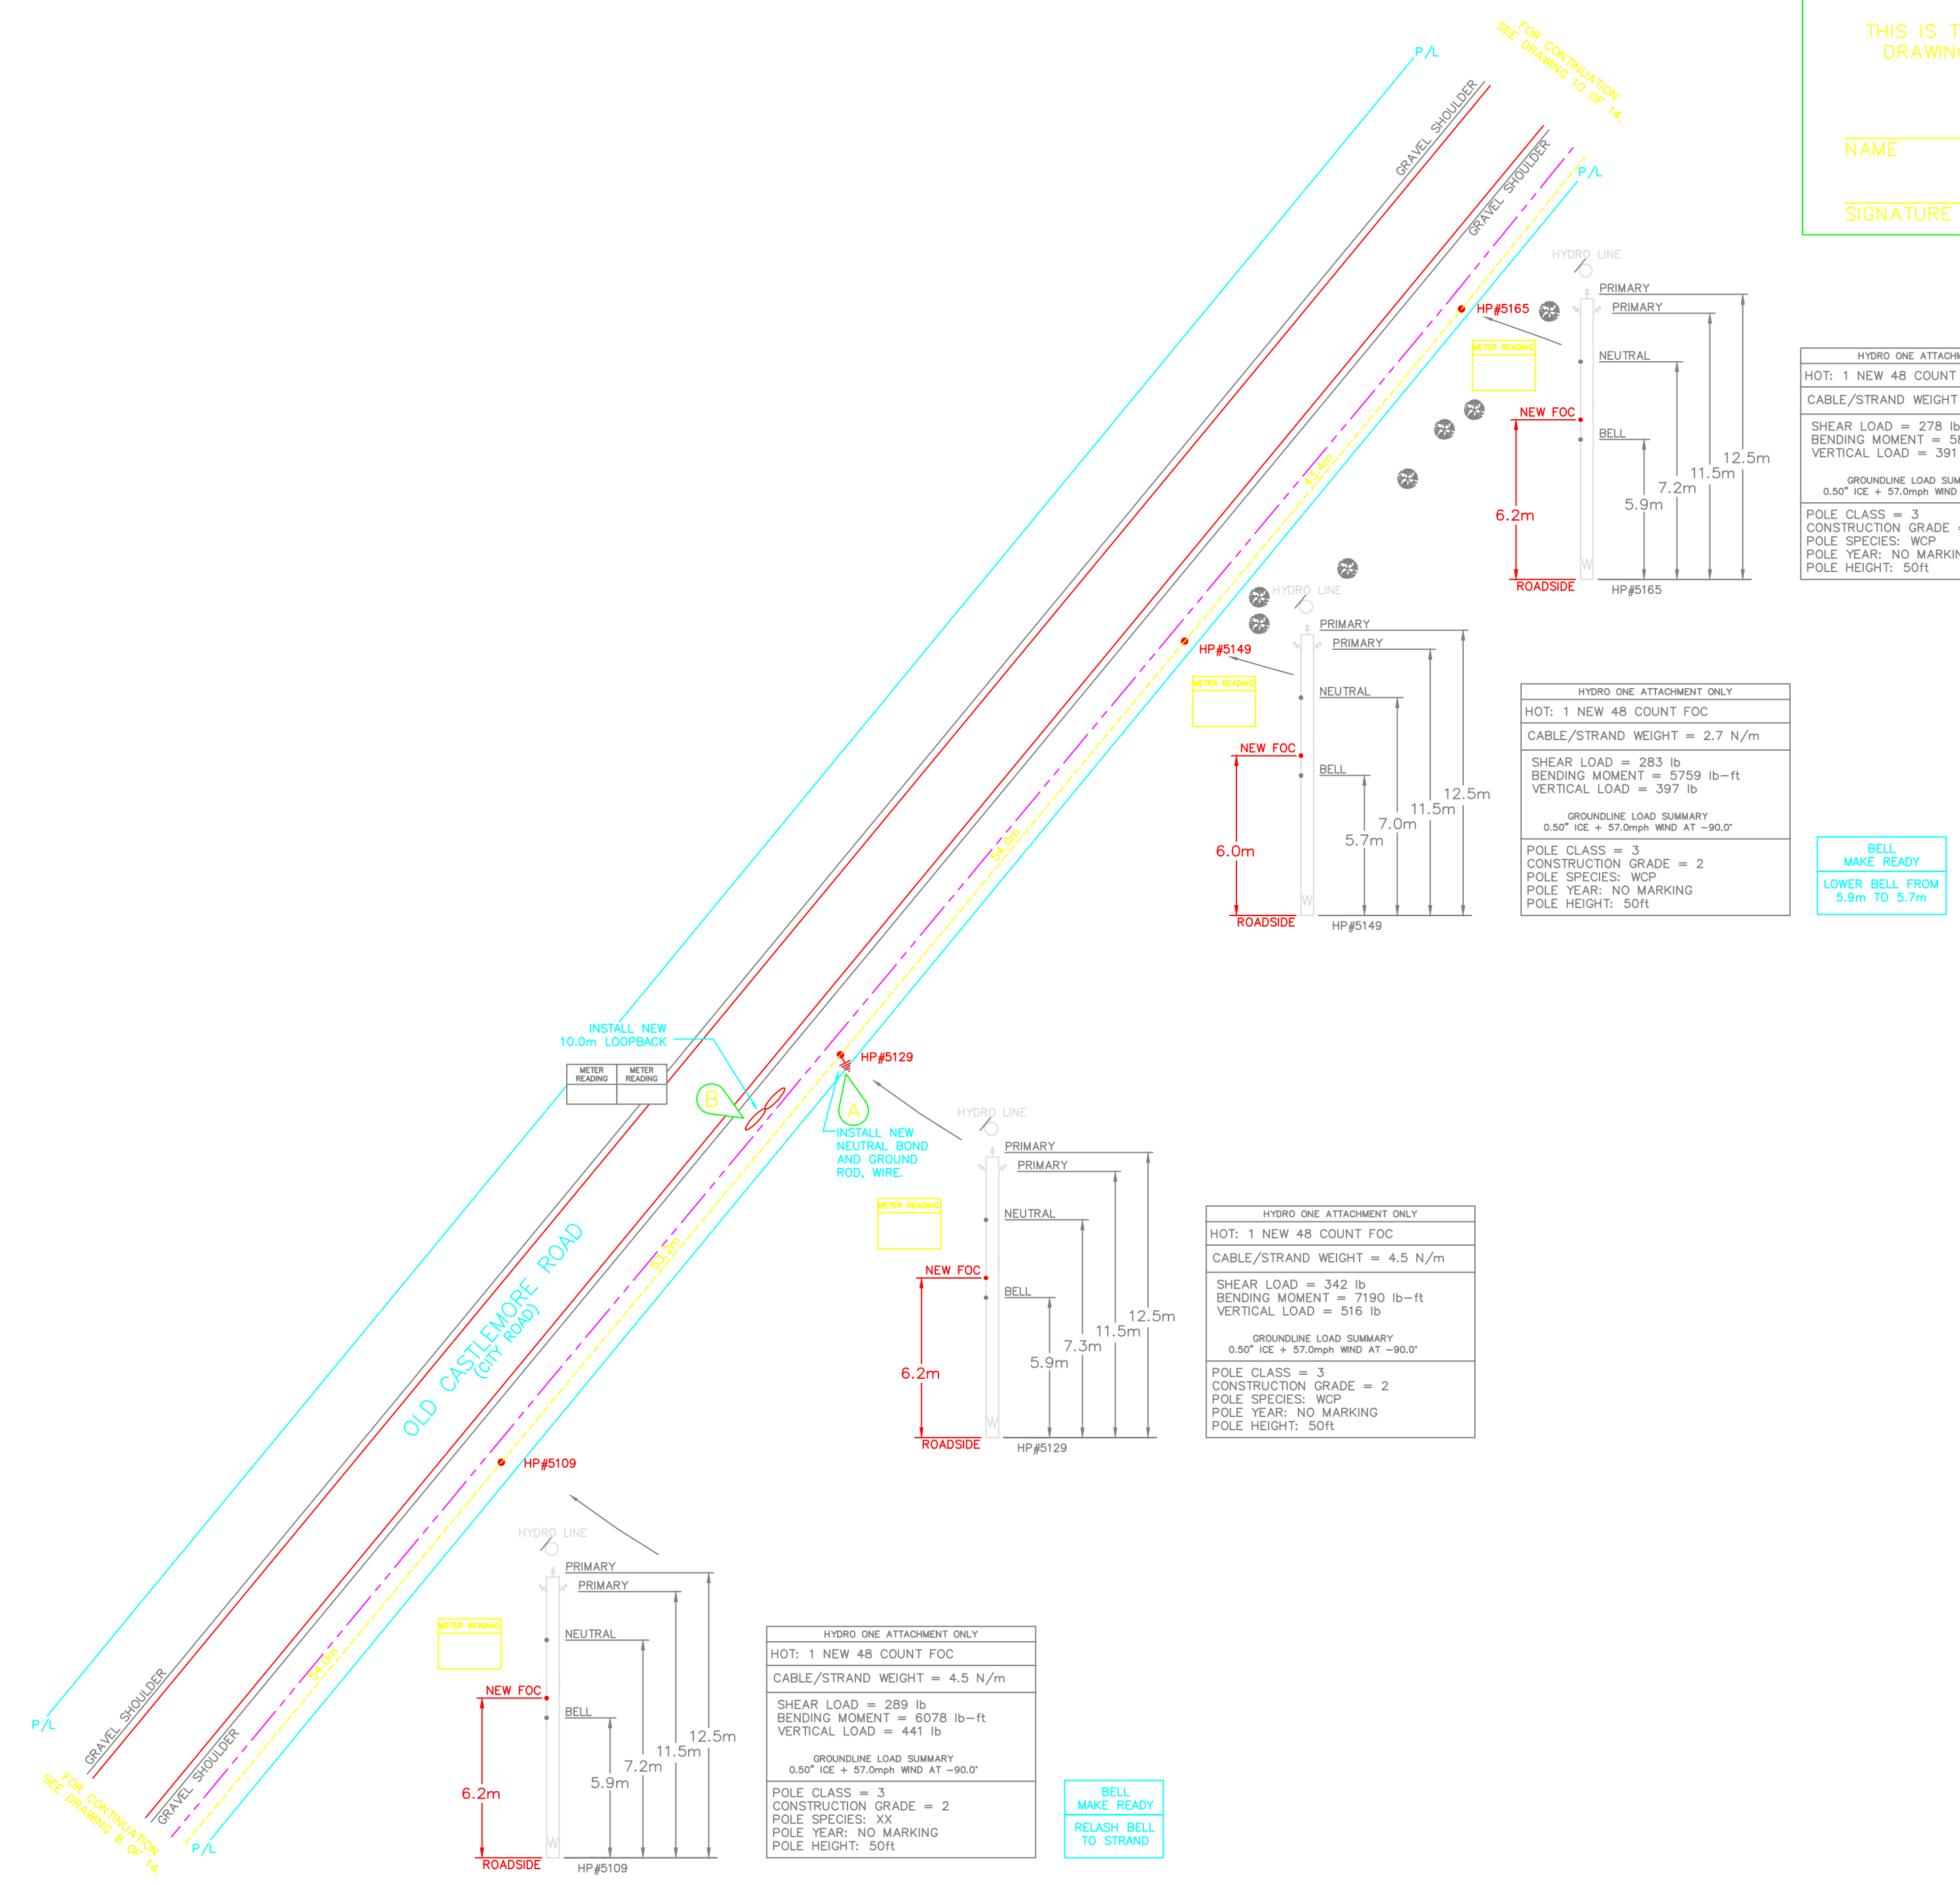 THIS IS T
DRAWING
NAME
SIGNATURE
FOR CONTINUATION
SEE DRAWING 10 OF 14.
P/L
GRAVEL SHOULDER
GRAVEL SHOULDER
P/L
HYDRO LINE
PRIMARY
PRIMARY
HP#5165
METER READING
NEUTRAL
NEW FOC
BELL
12.5m
11.5m
7.2m
5.9m
6.2m
W
ROADSIDE
HP#5165
HYDRO ONE ATTACHM
HOT: 1 NEW 48 COUNT
CABLE/STRAND WEIGHT
SHEAR LOAD = 278 lb
BENDING MOMENT = 58
VERTICAL LOAD = 391
GROUNDLINE LOAD SUM
0.50" ICE + 57.0mph WIND
POLE CLASS = 3
CONSTRUCTION GRADE =
POLE SPECIES: WCP
POLE YEAR: NO MARKIN
POLE HEIGHT: 50ft
43.4m
HYDRO LINE
PRIMARY
PRIMARY
HP#5149
METER READING
NEUTRAL
NEW FOC
BELL
12.5m
11.5m
7.0m
5.7m
6.0m
W
ROADSIDE
HP#5149
HYDRO ONE ATTACHMENT ONLY
HOT: 1 NEW 48 COUNT FOC
CABLE/STRAND WEIGHT = 2.7 N/m
SHEAR LOAD = 283 lb
BENDING MOMENT = 5759 lb-ft
VERTICAL LOAD = 397 lb
GROUNDLINE LOAD SUMMARY
0.50" ICE + 57.0mph WIND AT -90.0°
POLE CLASS = 3
CONSTRUCTION GRADE = 2
POLE SPECIES: WCP
POLE YEAR: NO MARKING
POLE HEIGHT: 50ft
BELL
MAKE READY
LOWER BELL FROM
5.9m TO 5.7m
54.0m
INSTALL NEW
10.0m LOOPBACK
METER
READING
METER
READING
B
A
HP#5129
INSTALL NEW
NEUTRAL BOND
AND GROUND
ROD, WIRE.
HYDRO LINE
PRIMARY
PRIMARY
METER READING
NEUTRAL
NEW FOC
BELL
12.5m
11.5m
7.3m
5.9m
6.2m
W
ROADSIDE
HP#5129
HYDRO ONE ATTACHMENT ONLY
HOT: 1 NEW 48 COUNT FOC
CABLE/STRAND WEIGHT = 4.5 N/m
SHEAR LOAD = 342 lb
BENDING MOMENT = 7190 lb-ft
VERTICAL LOAD = 516 lb
GROUNDLINE LOAD SUMMARY
0.50" ICE + 57.0mph WIND AT -90.0°
POLE CLASS = 3
CONSTRUCTION GRADE = 2
POLE SPECIES: WCP
POLE YEAR: NO MARKING
POLE HEIGHT: 50ft
53.2m
OLD CASTLEMORE ROAD
(CITY ROAD)
HP#5109
HYDRO LINE
PRIMARY
PRIMARY
METER READING
NEUTRAL
NEW FOC
BELL
12.5m
11.5m
7.2m
5.9m
6.2m
W
ROADSIDE
HP#5109
HYDRO ONE ATTACHMENT ONLY
HOT: 1 NEW 48 COUNT FOC
CABLE/STRAND WEIGHT = 4.5 N/m
SHEAR LOAD = 289 lb
BENDING MOMENT = 6078 lb-ft
VERTICAL LOAD = 441 lb
GROUNDLINE LOAD SUMMARY
0.50" ICE + 57.0mph WIND AT -90.0°
POLE CLASS = 3
CONSTRUCTION GRADE = 2
POLE SPECIES: XX
POLE YEAR: NO MARKING
POLE HEIGHT: 50ft
BELL
MAKE READY
RELASH BELL
TO STRAND
54.0m
P/L
GRAVEL SHOULDER
GRAVEL SHOULDER
P/L
FOR CONTINUATION
SEE DRAWING 8 OF 14.